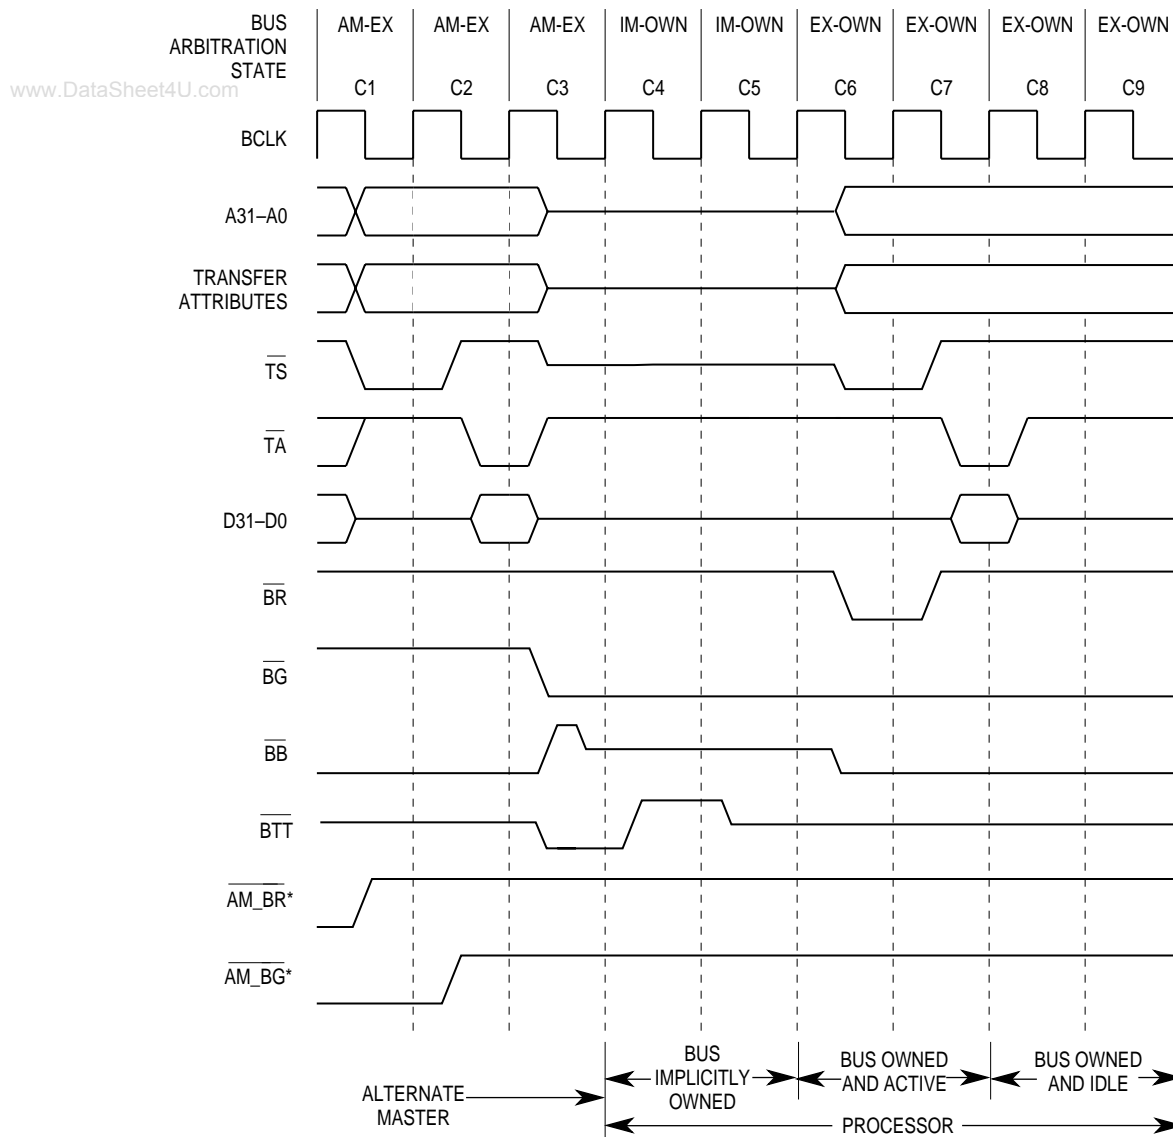 BUS
ARBITRATION
STATE
AM-EX AM-EX AM-EX IM-OWN IM-OWN EX-OWN EX-OWN EX-OWN EX-OWN
www.DataSheet4U.com
C1 C2 C3 C4 C5 C6 C7 C8 C9
BCLK
A31–A0
TRANSFER
ATTRIBUTES
TS
TA
D31–D0
BR
BG
BB
BTT
AM_BR*
AM_BG*
ALTERNATE
MASTER
BUS
IMPLICITLY
OWNED
BUS OWNED
AND ACTIVE
BUS OWNED
AND IDLE
PROCESSOR